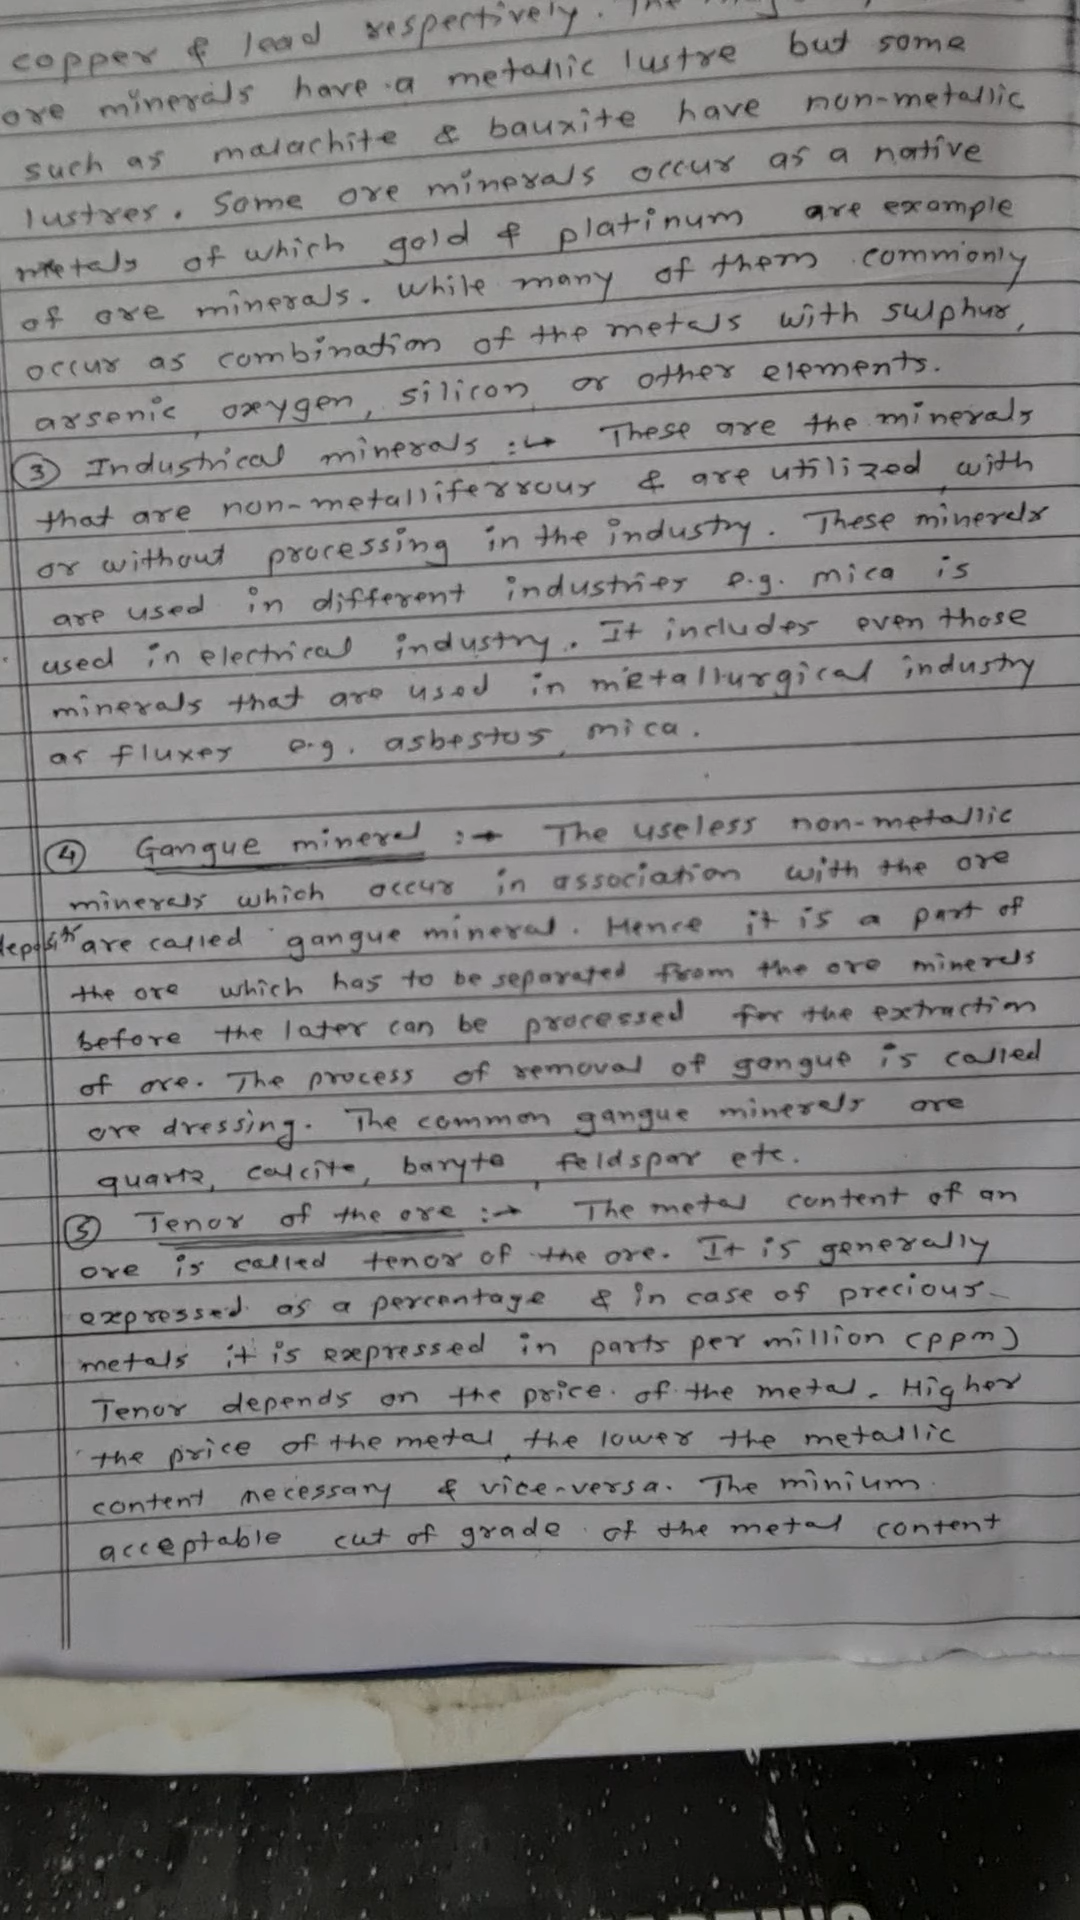 copper & lead respectively. The
ore minerals have a metallic lustre but some
such as malachite & bauxite have non-metallic
lustres. Some ore minerals occur as a native
metals of which gold & platinum are example
of ore minerals. While many of them commonly
occur as combination of the metals with sulphur,
arsenic, oxygen, silicon or other elements.
③ Industrical minerals :↦ These are the minerals
that are non-metalliferrous & are utilized with
or without processing in the industry. These minerals
are used in different industries e.g. mica is
used in electrical industry. It includes even those
minerals that are used in metallurgical industry
as fluxes e.g. asbestos, mica.
④ Gangue mineral :→ The useless non-metallic
minerals which occur in association with the ore
deposits are called gangue mineral. Hence it is a part of
the ore which has to be separated from the ore minerels
before the later can be processed for the extraction
of ore. The process of removal of gangue is called
ore dressing. The common gangue minerels are
quartz, calcite, baryte, feldspar etc.
⑤ Tenor of the ore :→ The metal content of an
ore is called tenor of the ore. It is generally
expressed as a percentage & in case of precious
metals it is expressed in parts per million (ppm)
Tenor depends on the price of the metal. Higher
the price of the metal, the lower the metallic
content necessary & vice-versa. The minium
acceptable cut of grade of the metal content